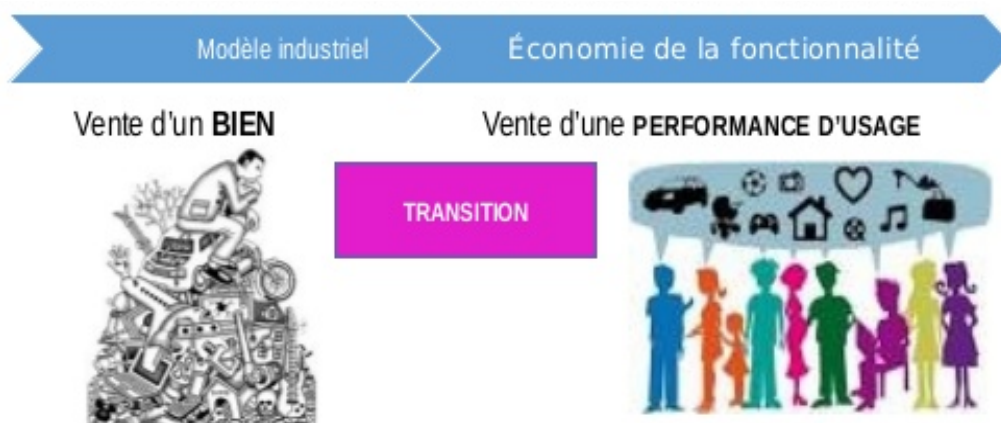 Modèle industriel
Économie de la fonctionnalité
Vente d'un BIEN
Vente d'une PERFORMANCE D'USAGE
TRANSITION